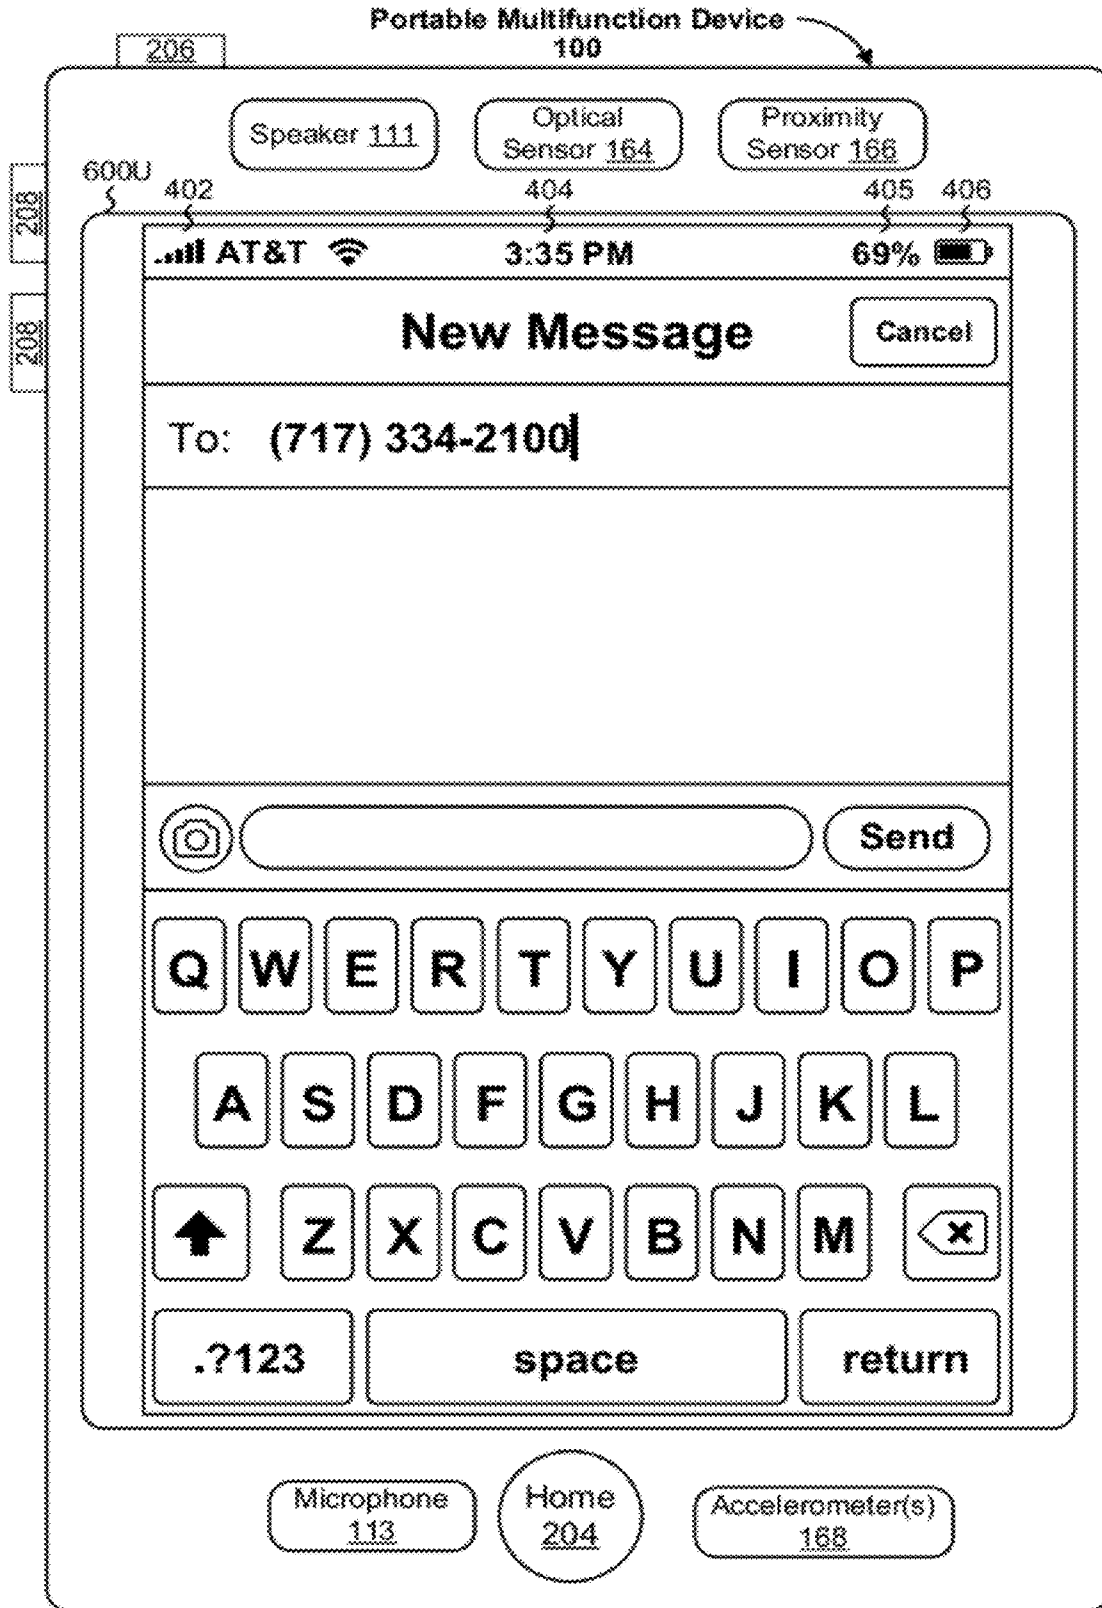 Portable Multifunction Device
100
206
Speaker 111
Optical
Sensor 164
Proximity
Sensor 166
208
208
600U
402
404
405
406
AT&T
3:35 PM
69%
New Message
Cancel
To: (717) 334-2100
Send
Q W E R T Y U I O P
A S D F G H J K L
Z X C V B N M
.?123
space
return
Microphone
113
Home
204
Accelerometer(s)
168